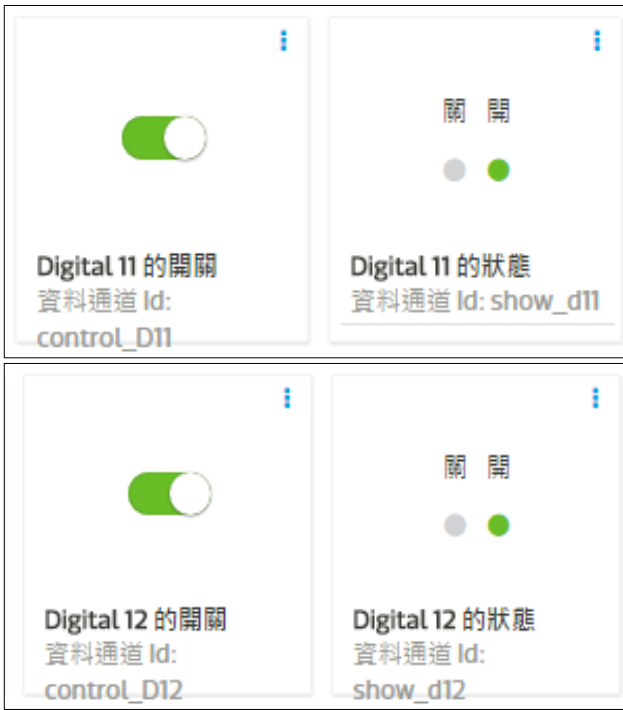 關 開
Digital 11 的開關
資料通道 Id:
control_D11
Digital 11 的狀態
資料通道 Id: show_d11
關 開
Digital 12 的開關
資料通道 Id:
control_D12
Digital 12 的狀態
資料通道 Id:
show_d12